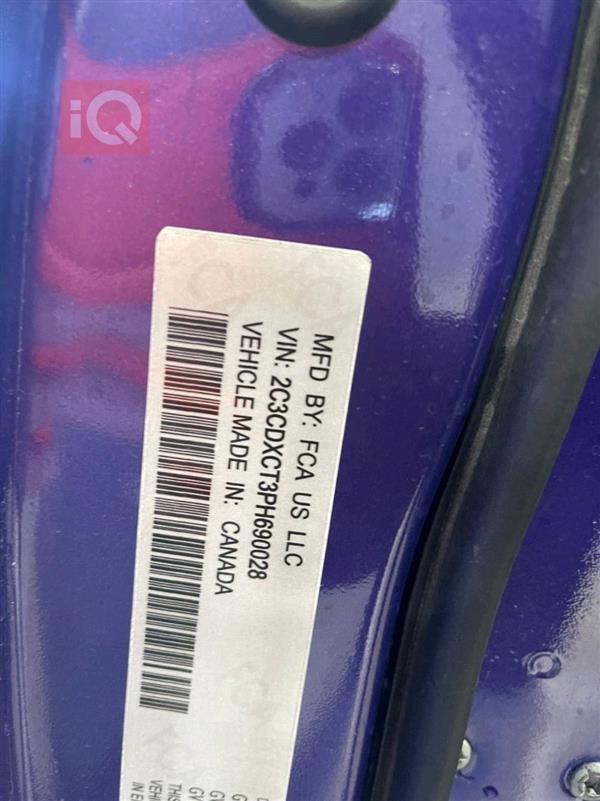 iQ
MFD BY: FCA US LLC
VIN: 2C3CDXCT3PH690028
VEHICLE MADE IN: CANADA